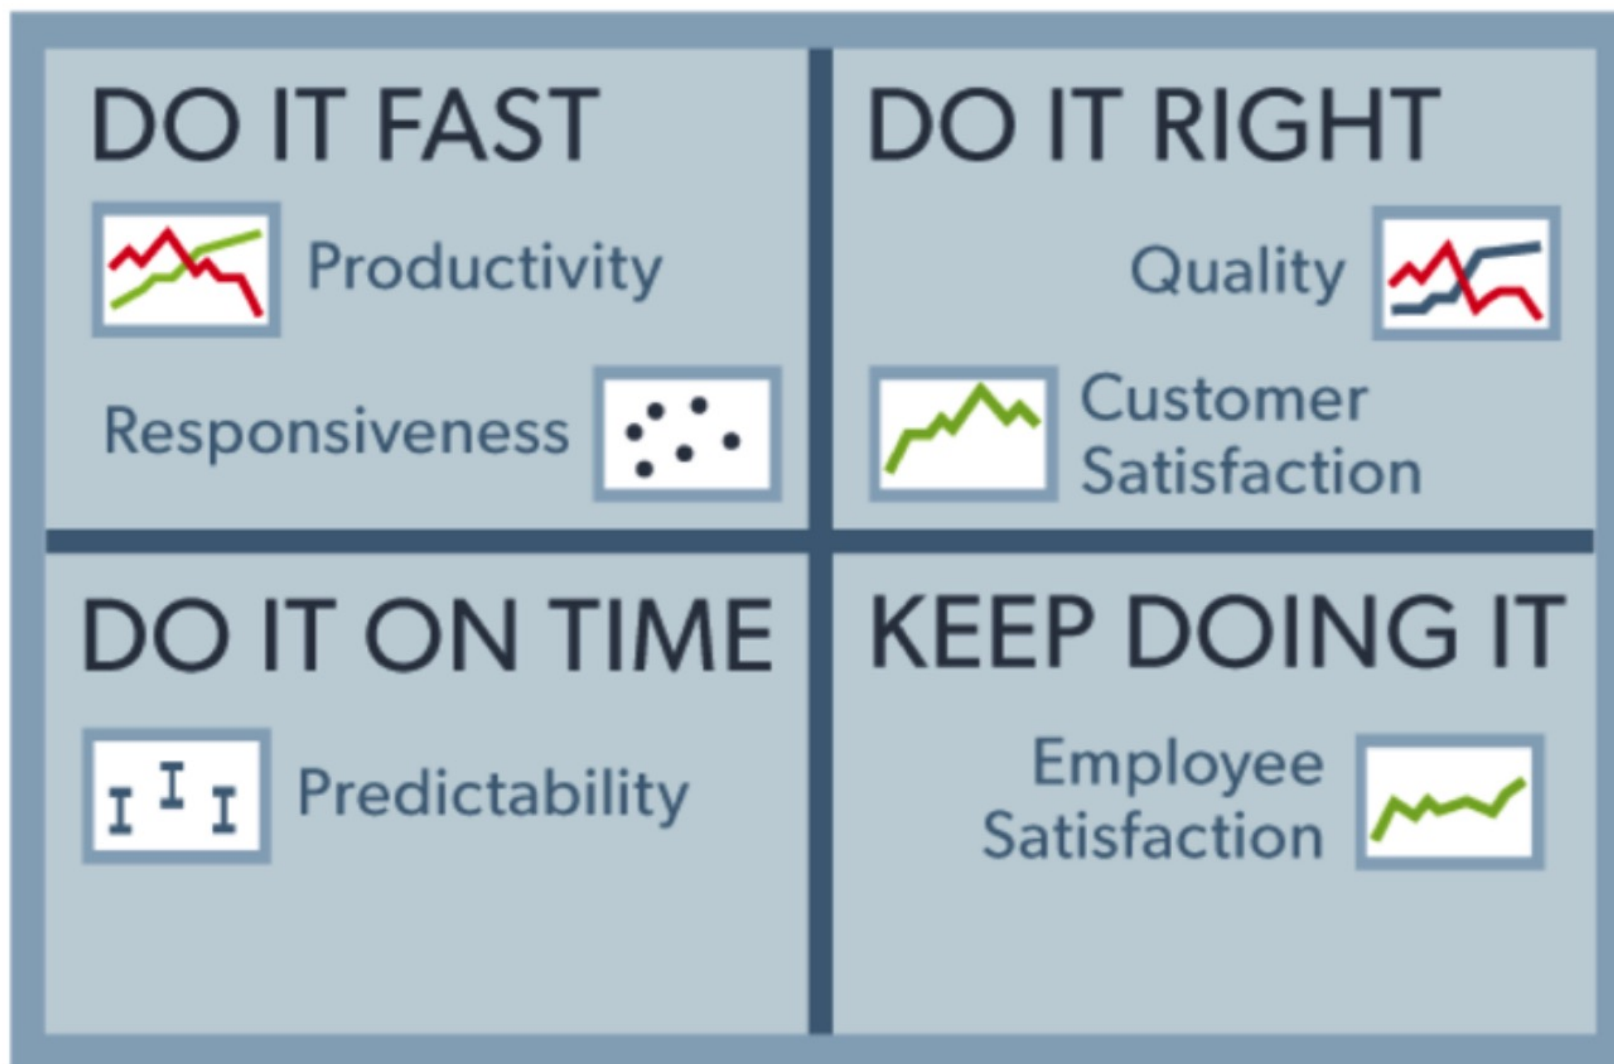 DO IT FAST
Productivity
Responsiveness
DO IT RIGHT
Quality
Customer
Satisfaction
DO IT ON TIME
Predictability
KEEP DOING IT
Employee
Satisfaction